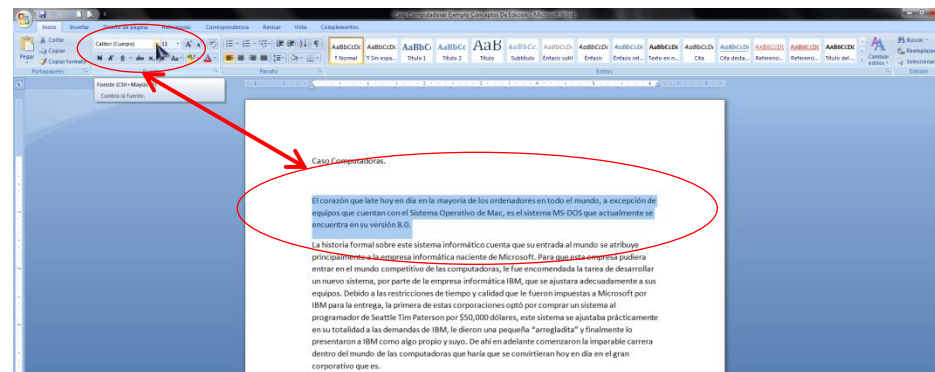 Caso Computadoras Ejemplo Conceptos De Edicion - Microsoft Word
Inicio Insertar Diseño de página Referencias Correspondencia Revisar Vista Complementos
Cortar
Copiar
Copiar formato
Pegar
Portapapeles
Calibri (Cuerpo) 11
Fuente (Ctrl+Mayús
Cambia la fuente.
Párrafo
AaBbCcDc AaBbCcDc AaBbC AaBbCc AaB AaBbCc. AaBbCcDc AaBbCcDc AaBbCcDc AaBbCcDc AaBbCcDc AaBbCcDc AaBbCcDc AaBbCcDc AaBbCcDc
¶ Normal ¶ Sin espa... Título 1 Título 2 Título Subtítulo Énfasis sutil Énfasis Énfasis int... Texto en n... Cita Cita desta... Referenc... Referenc... Título del ...
Estilos
Cambiar estilos
Buscar
Reemplazar
Seleccionar
Edición
Caso Computadoras.
El corazón que late hoy en día en la mayoría de los ordenadores en todo el mundo, a excepción de
equipos que cuentan con el Sistema Operativo de Mac, es el sistema MS-DOS que actualmente se
encuentra en su versión 8.0.
La historia formal sobre este sistema informático cuenta que su entrada al mundo se atribuye
principalmente a la empresa informática naciente de Microsoft. Para que esta empresa pudiera
entrar en el mundo competitivo de las computadoras, le fue encomendada la tarea de desarrollar
un nuevo sistema, por parte de la empresa informática IBM, que se ajustara adecuadamente a sus
equipos. Debido a las restricciones de tiempo y calidad que le fueron impuestas a Microsoft por
IBM para la entrega, la primera de estas corporaciones optó por comprar un sistema al
programador de Seattle Tim Paterson por $50,000 dólares, este sistema se ajustaba prácticamente
en su totalidad a las demandas de IBM, le dieron una pequeña “arregladita” y finalmente lo
presentaron a IBM como algo propio y suyo. De ahí en adelante comenzaron la imparable carrera
dentro del mundo de las computadoras que haría que se convirtieran hoy en día en el gran
corporativo que es.